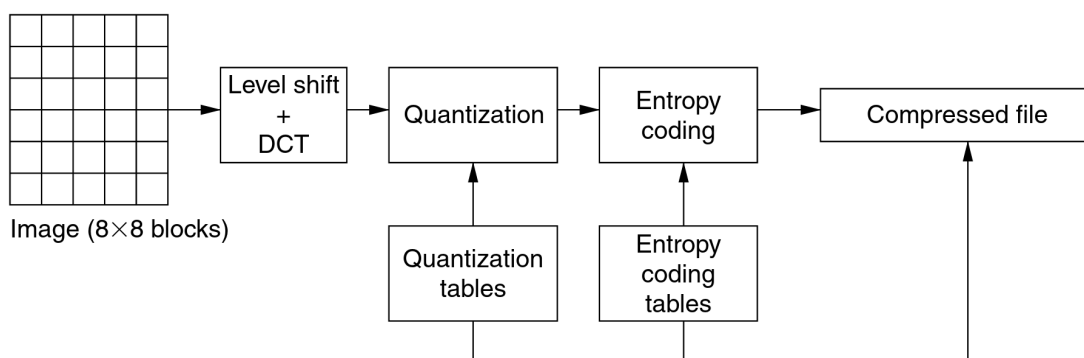 Level shift
+
DCT
Quantization
Entropy
coding
Compressed file
Image (8×8 blocks)
Quantization
tables
Entropy
coding
tables